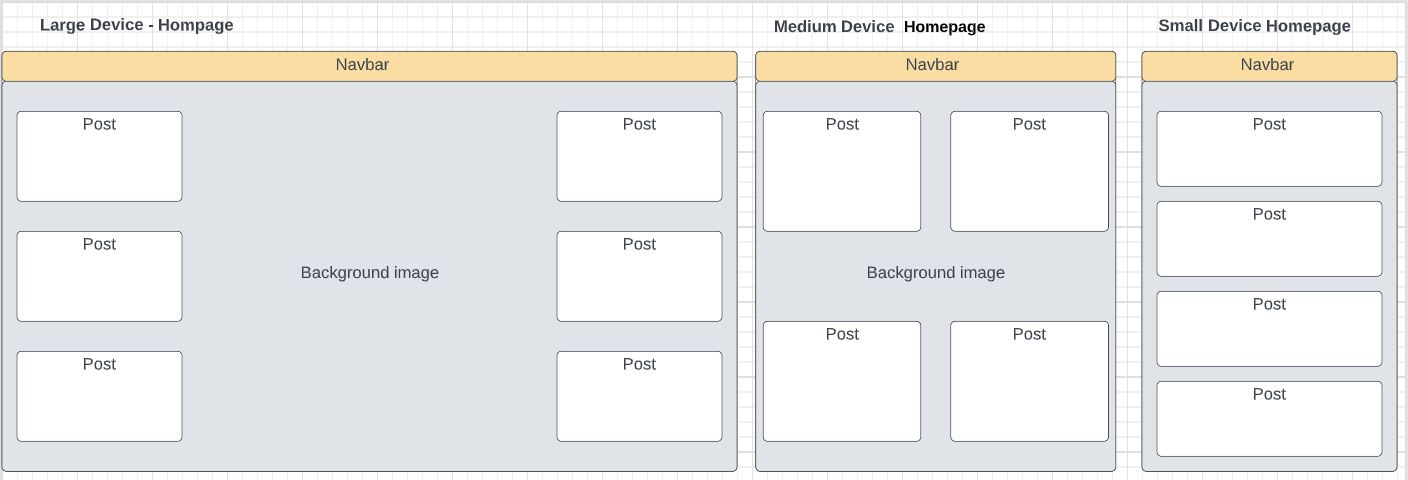 Large Device - Hompage
Navbar
Post
Post
Post
Post
Background image
Post
Post
Medium Device Homepage
Navbar
Post
Post
Background image
Post
Post
Small Device Homepage
Navbar
Post
Post
Post
Post